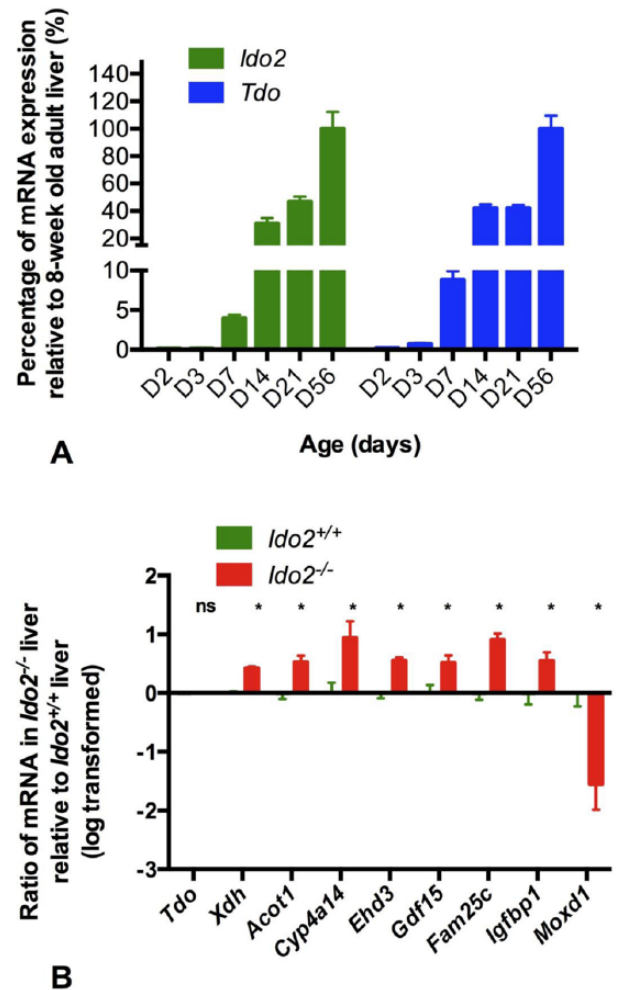 Percentage of mRNA expression
relative to 8-week old adult liver (%)
Ido2
Tdo
140
120
100
80
60
40
20
10
5
0
D2 D3 D7 D14 D21 D56 D2 D3 D7 D14 D21 D56
Age (days)
A
Ratio of mRNA in Ido2-/- liver
relative to Ido2+/+ liver
(log transformed)
Ido2+/+
Ido2-/-
2
1
0
-1
-2
-3
ns * * * * * * * *
Tdo Xdh Acot1 Cyp4a14 Ehd3 Gdf15 Fam25c Igfbp1 Moxd1
B